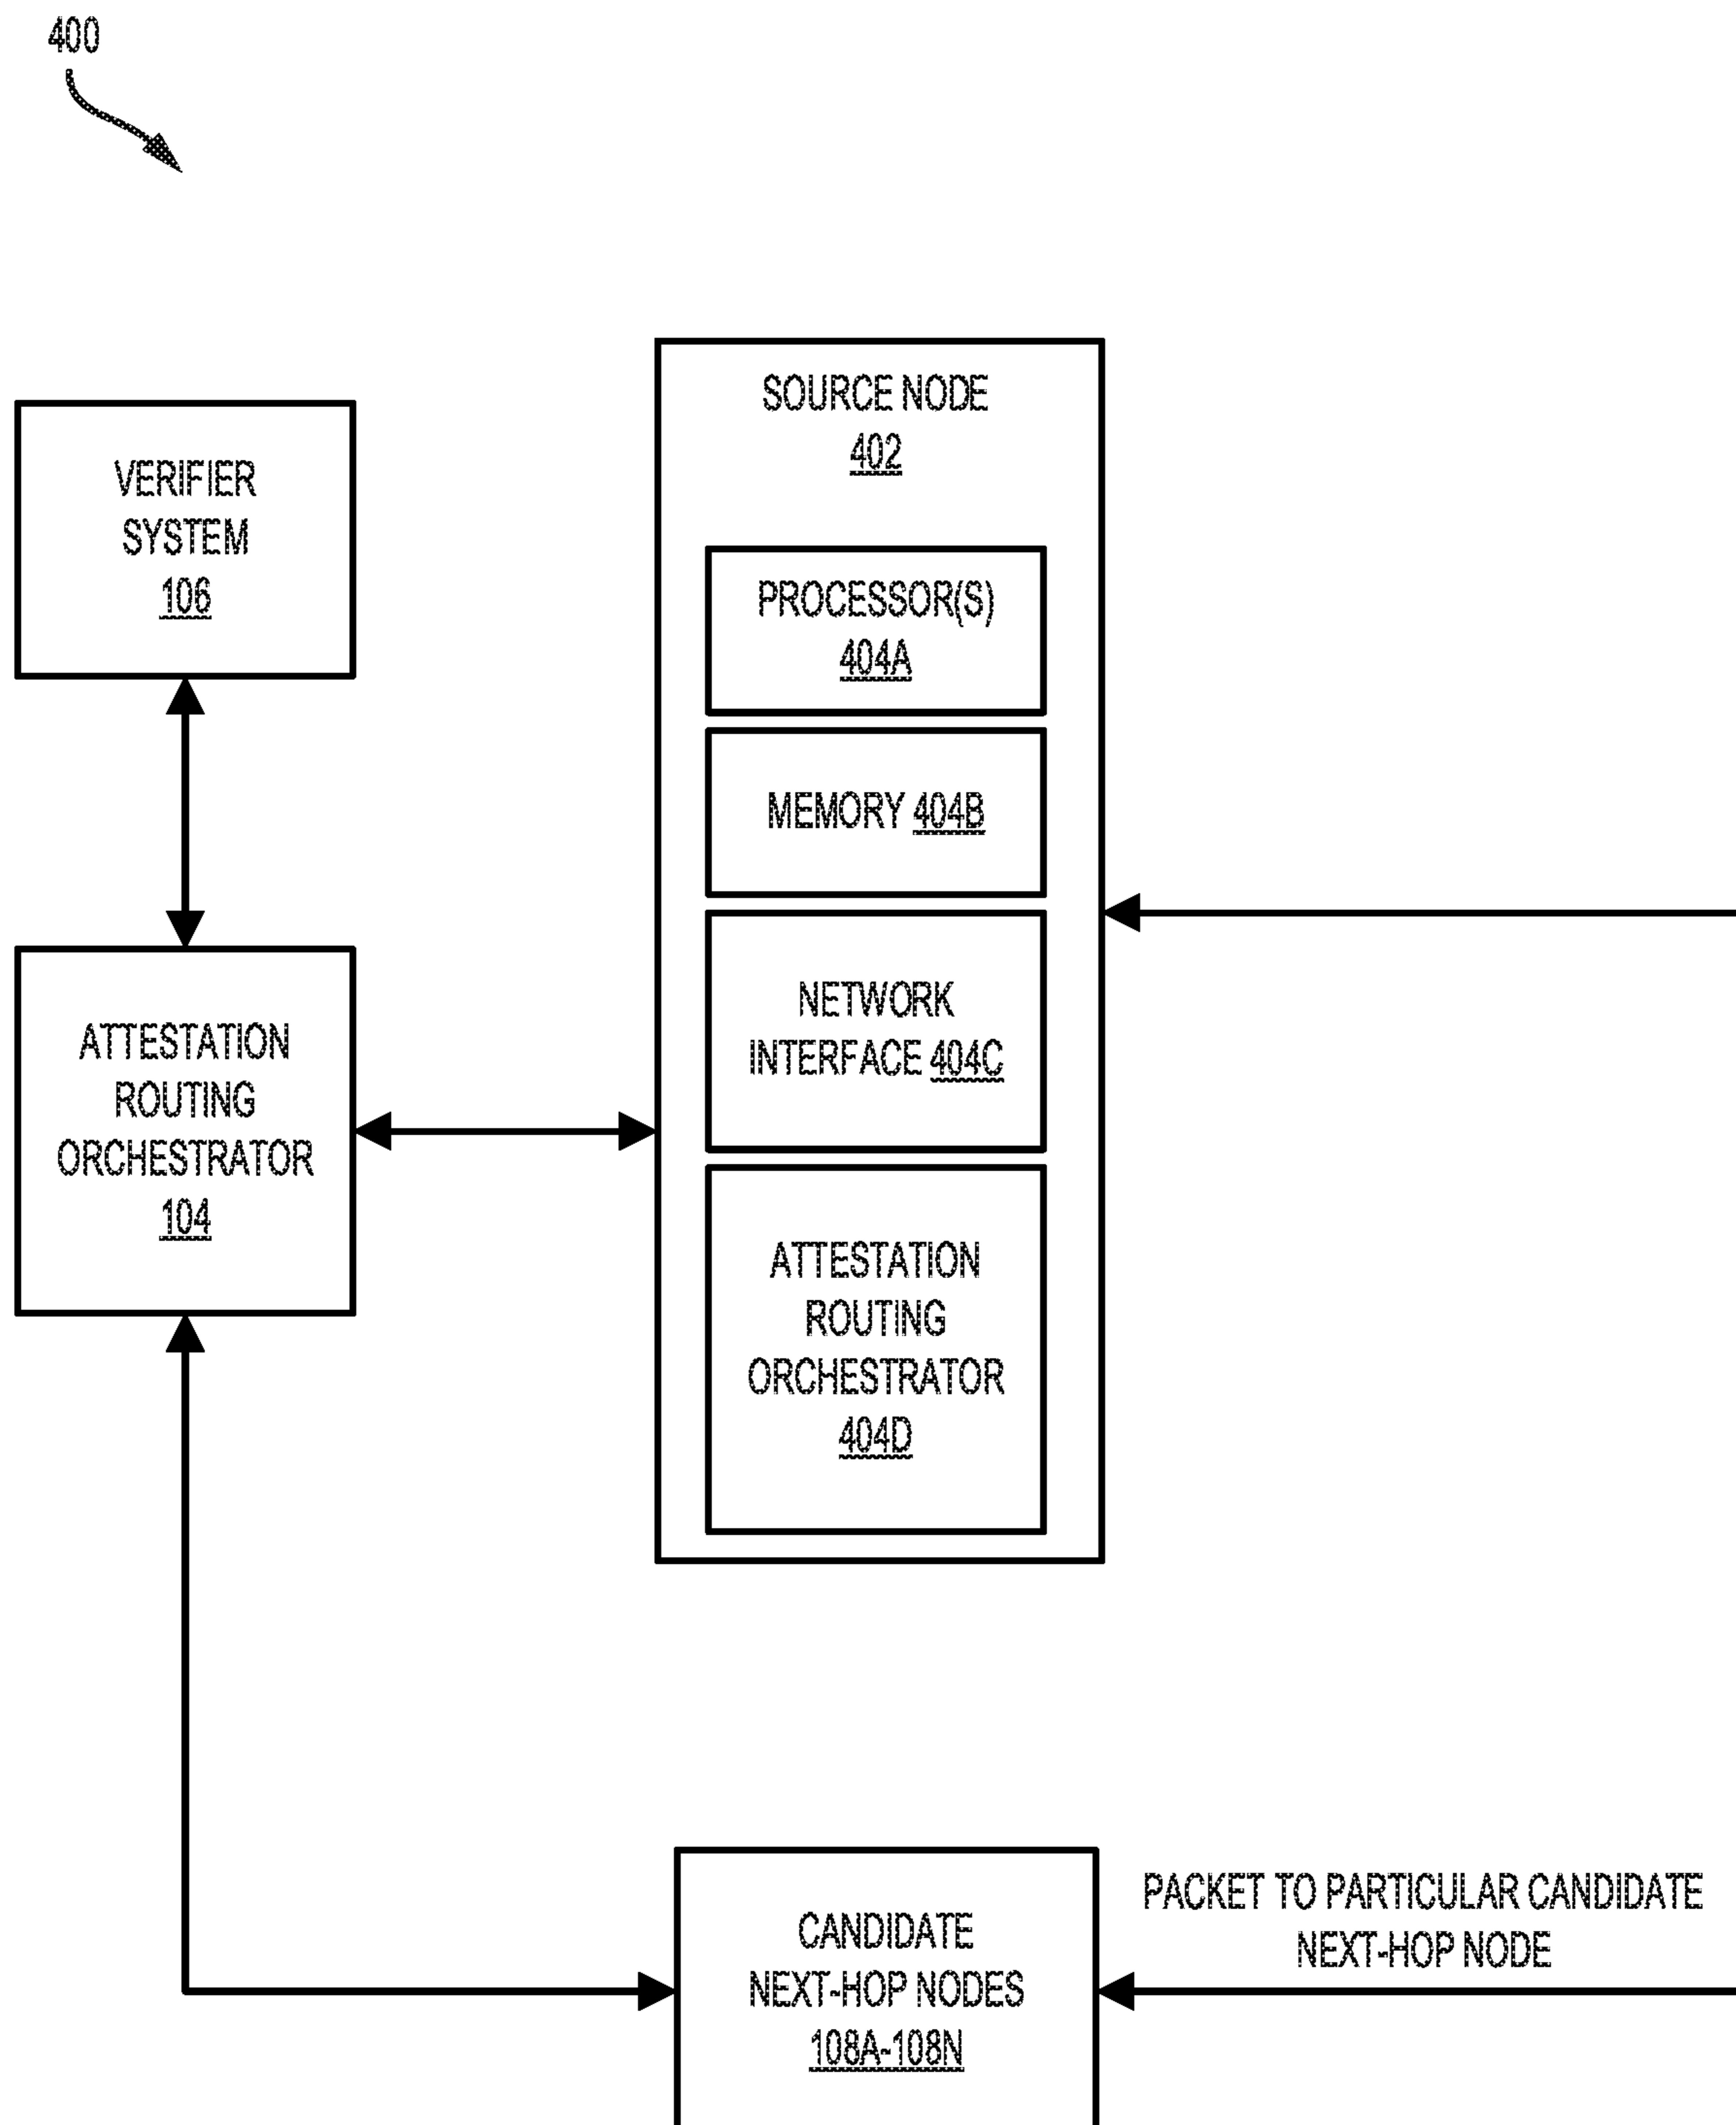 400
SOURCE NODE
402
VERIFIER
SYSTEM
106
PROCESSOR(S)
404A
MEMORY 404B
NETWORK
INTERFACE 404C
ATTESTATION
ROUTING
ORCHESTRATOR
104
ATTESTATION
ROUTING
ORCHESTRATOR
404D
PACKET TO PARTICULAR CANDIDATE
NEXT-HOP NODE
CANDIDATE
NEXT-HOP NODES
108A-108N